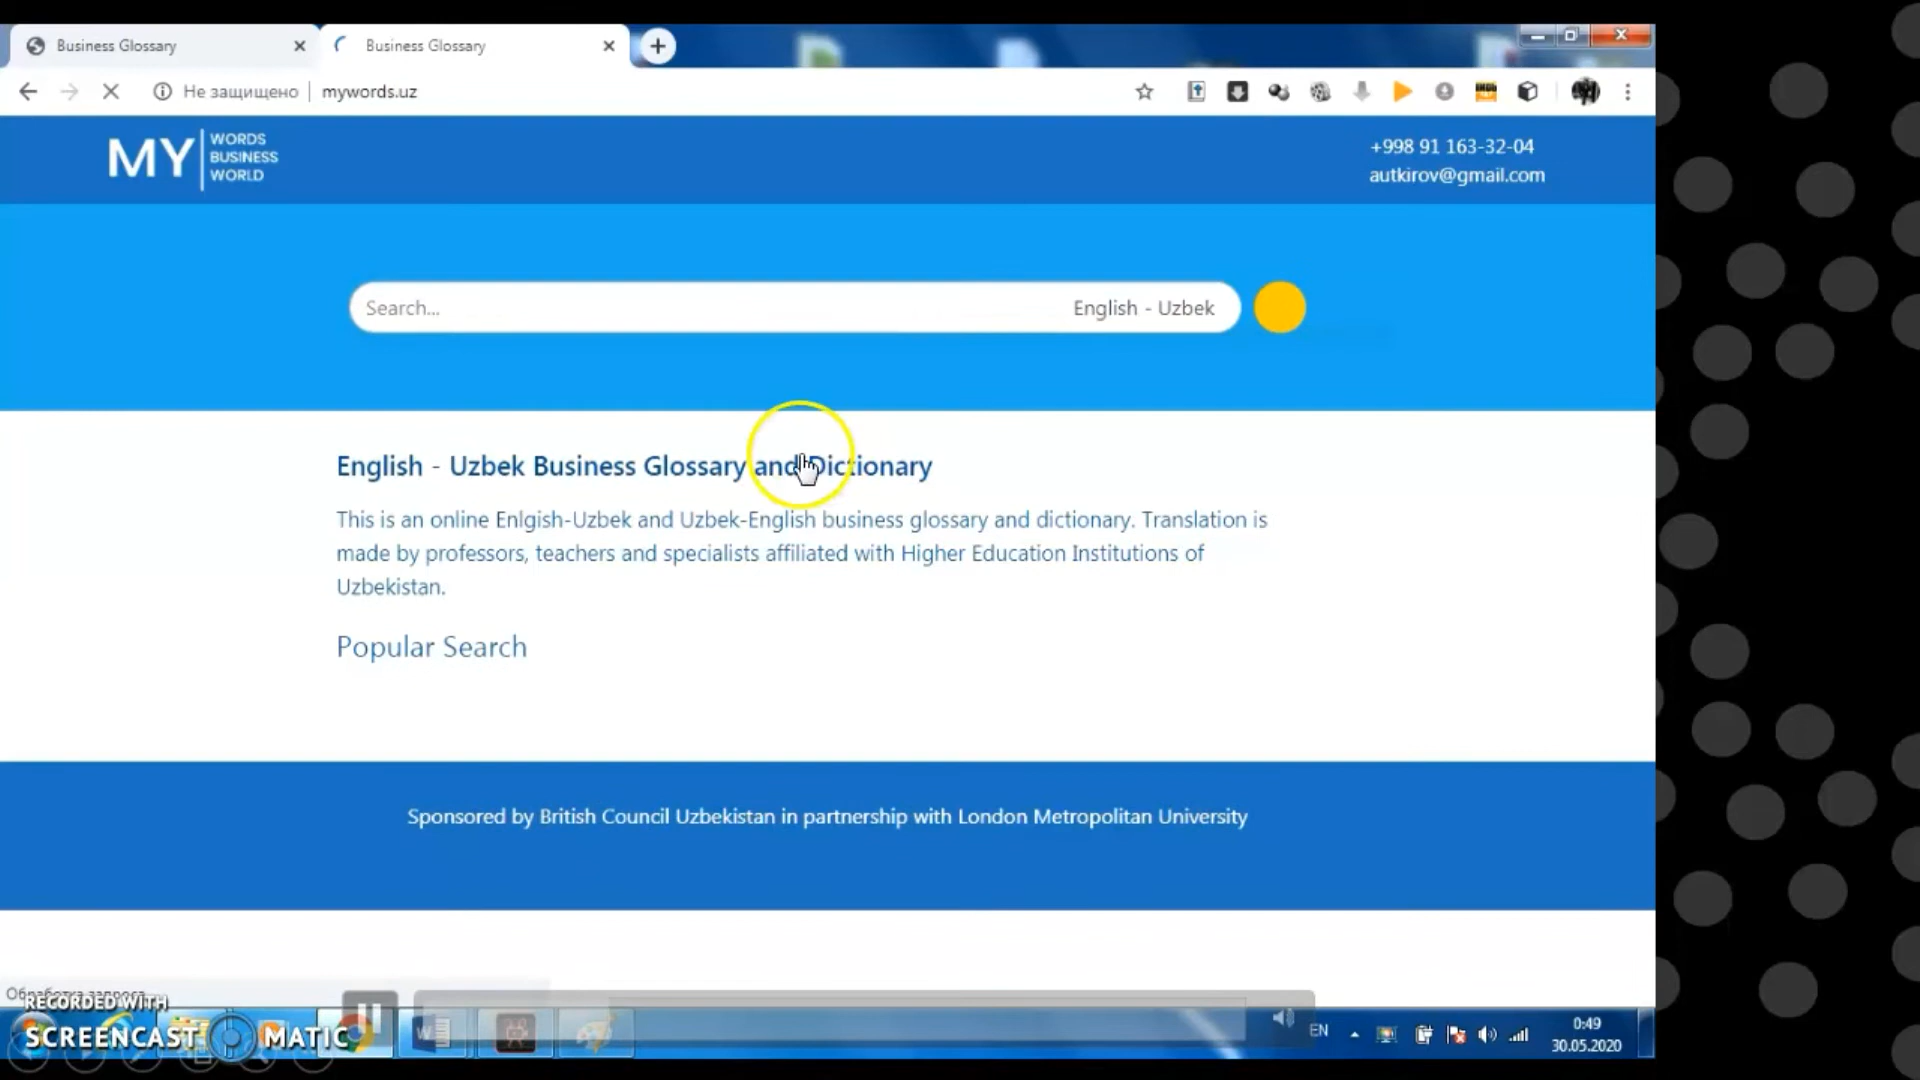 Business Glossary
Business Glossary
Не защищено mywords.uz
MY WORDS
BUSINESS
WORLD
+998 91 163-32-04
autkirov@gmail.com
Search...
English - Uzbek
English - Uzbek Business Glossary and Dictionary
This is an online Enlgish-Uzbek and Uzbek-English business glossary and dictionary. Translation is
made by professors, teachers and specialists affiliated with Higher Education Institutions of
Uzbekistan.
Popular Search
Sponsored by British Council Uzbekistan in partnership with London Metropolitan University
Обработка запроса
RECORDED WITH
SCREENCAST MATIC
EN
0:49
30.05.2020